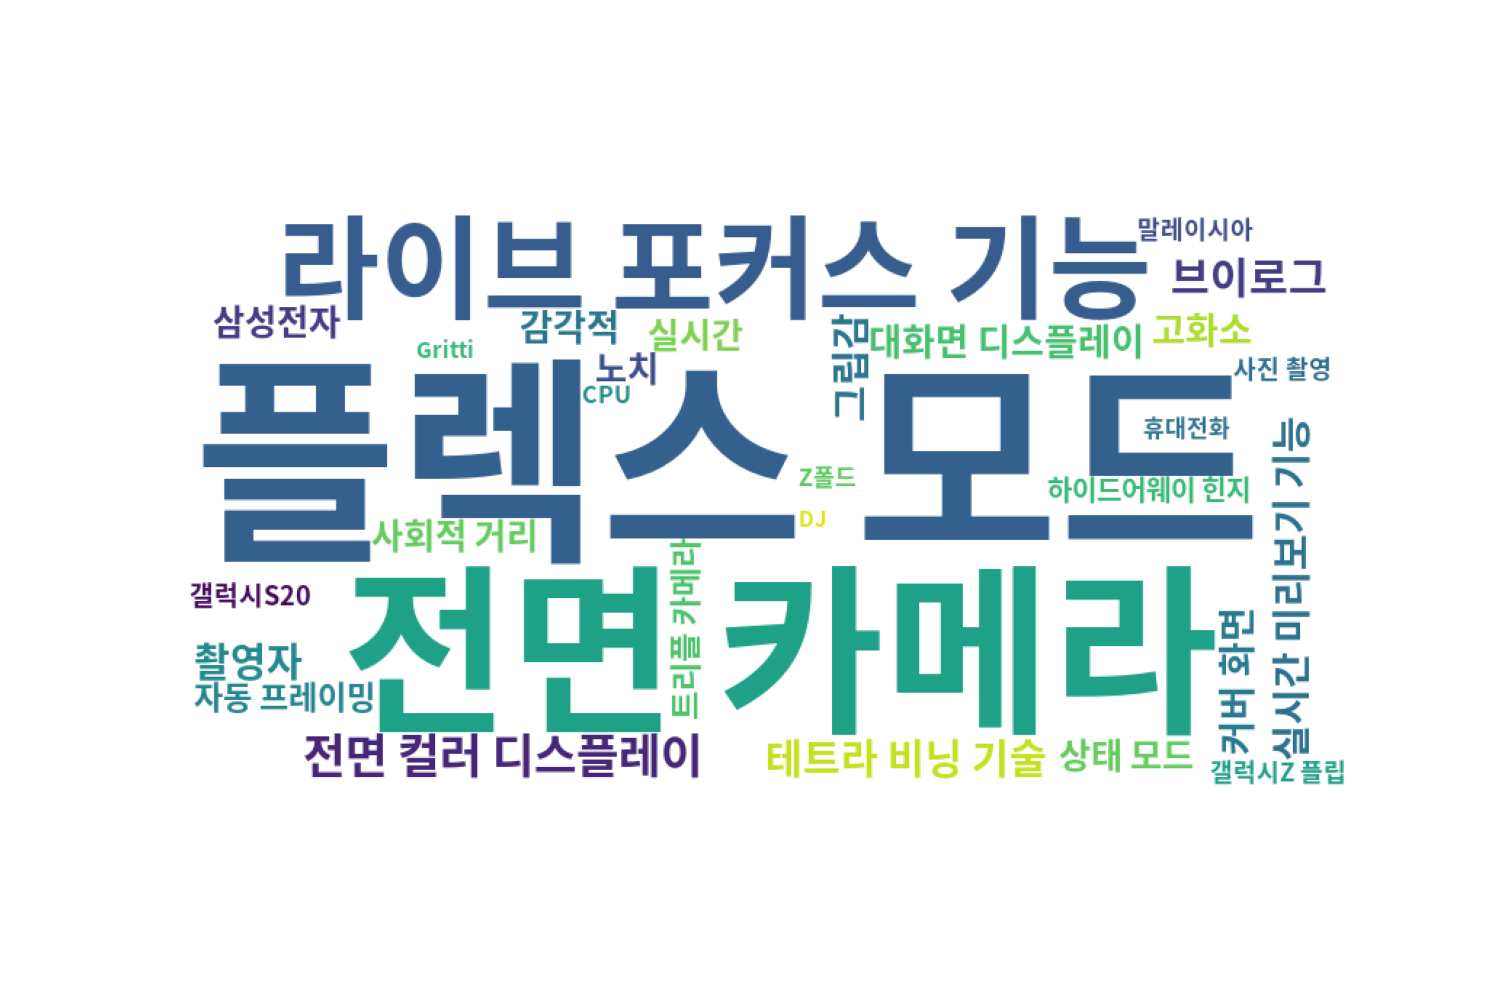 라이브 포커스 기능
말레이시아
브이로그
삼성전자
감각적
실시간
그립감
대화면 디스플레이
고화소
Gritti
노치
CPU
사진 촬영
플렉스 모드
휴대전화
Z폴드
하이드어웨이 힌지
DJ
사회적 거리
실시간 미리보기 기능
갤럭시S20
전면 카메라
트리플 카메라
커버 화면
촬영자
자동 프레이밍
전면 컬러 디스플레이
테트라 비닝 기술
상태 모드
갤럭시Z 플립